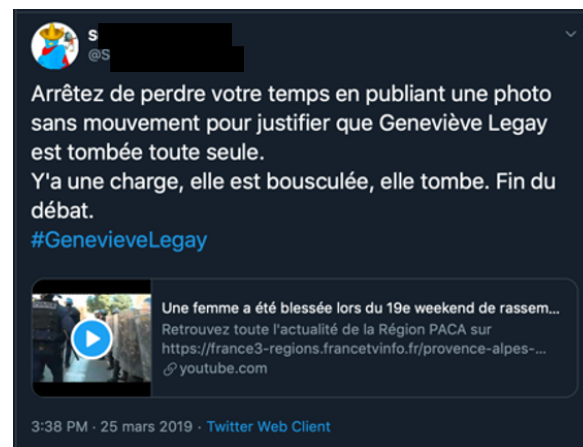 s
@S
Arrêtez de perdre votre temps en publiant une photo
sans mouvement pour justifier que Geneviève Legay
est tombée toute seule.
Y'a une charge, elle est bousculée, elle tombe. Fin du
débat.
#GenevieveLegay
Une femme a été blessée lors du 19e weekend de rassem...
Retrouvez toute l'actualité de la Région PACA sur
https://france3-regions.francetvinfo.fr/provence-alpes-...
youtube.com
3:38 PM · 25 mars 2019 · Twitter Web Client